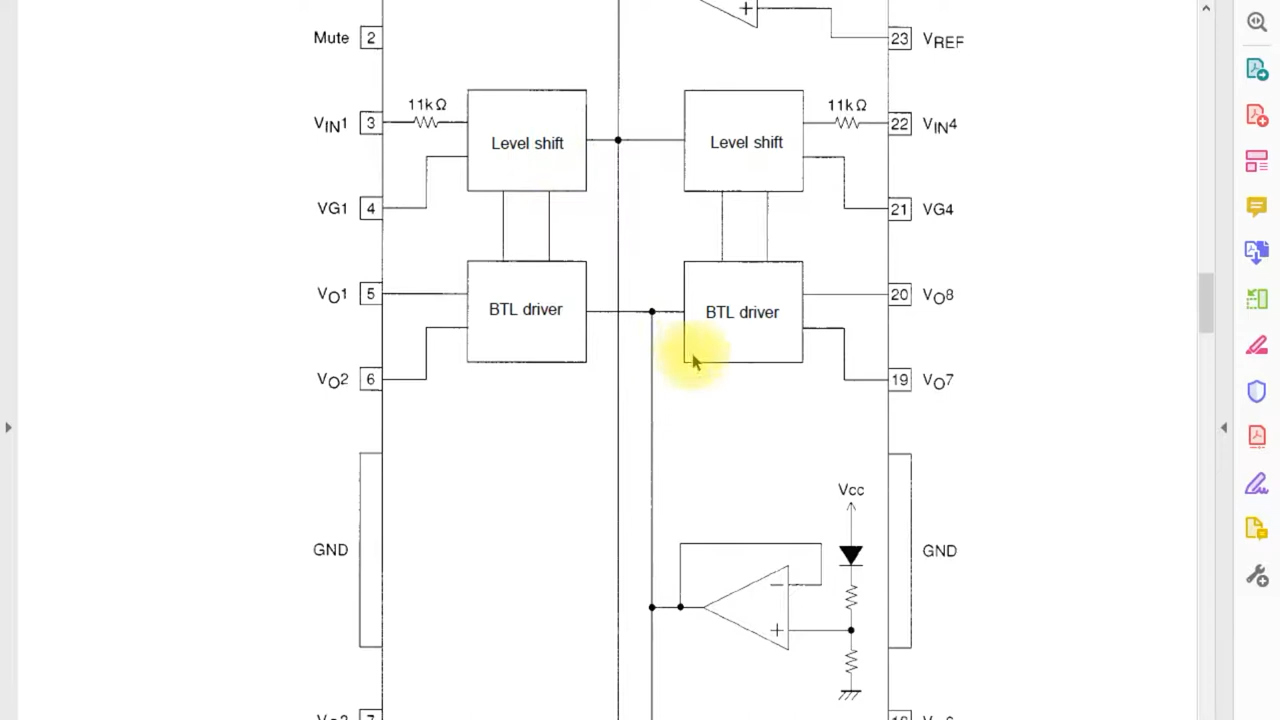 Mute 2
23 VREF
VIN1 3 11kΩ Level shift
Level shift 11kΩ 22 VIN4
VG1 4
21 VG4
VO1 5 BTL driver
BTL driver 20 VO8
VO2 6
19 VO7
Vcc
GND
GND
−
+
+